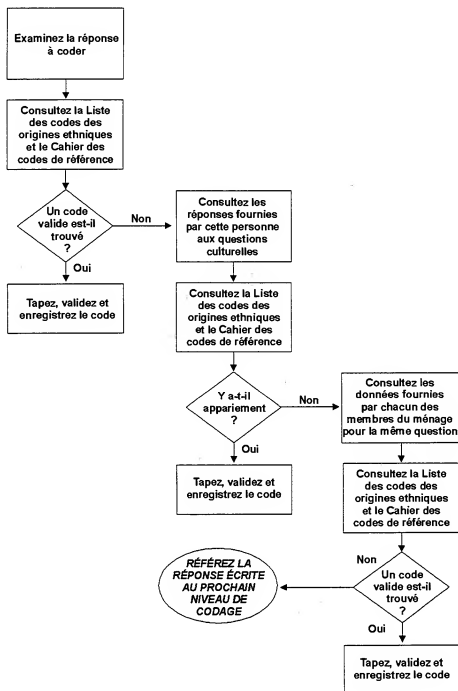 Examinez la réponse
à coder
Consultez la Liste
des codes des
origines ethniques
et le Cahier des
codes de référence
Un code
valide est-il
trouvé
?
Non
Oui
Tapez, validez et
enregistrez le code
Consultez les
réponses fournies
par cette personne
aux questions
culturelles
Consultez la Liste
des codes des
origines ethniques
et le Cahier des
codes de référence
Y a-t-il
appariement
?
Non
Oui
Tapez, validez et
enregistrez le code
Consultez les
données fournies
par chacun des
membres du ménage
pour la même question
Consultez la Liste
des codes des
origines ethniques
et le Cahier des
codes de référence
Non
Un code
valide est-il
trouvé
?
RÉFÉREZ LA
RÉPONSE ÉCRITE
AU PROCHAIN
NIVEAU DE
CODAGE
Oui
Tapez, validez et
enregistrez le code